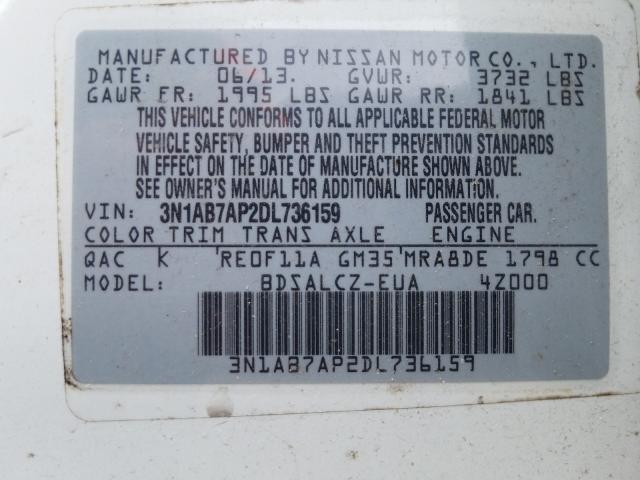 MANUFACTURED BY NISSAN MOTOR CO., LTD.
DATE: 06/13. GVWR: 3732 LBS
GAWR FR: 1995 LBS GAWR RR: 1841 LBS
THIS VEHICLE CONFORMS TO ALL APPLICABLE FEDERAL MOTOR
VEHICLE SAFETY, BUMPER AND THEFT PREVENTION STANDARDS
IN EFFECT ON THE DATE OF MANUFACTURE SHOWN ABOVE.
SEE OWNER'S MANUAL FOR ADDITIONAL INFORMATION.
VIN: 3N1AB7AP2DL736159 PASSENGER CAR.
COLOR TRIM TRANS AXLE ENGINE
QAC K RE0F11A GM35 MRA8DE 1798 CC
MODEL: BDSALCZ-EUA 4Z000
3N1AB7AP2DL736159